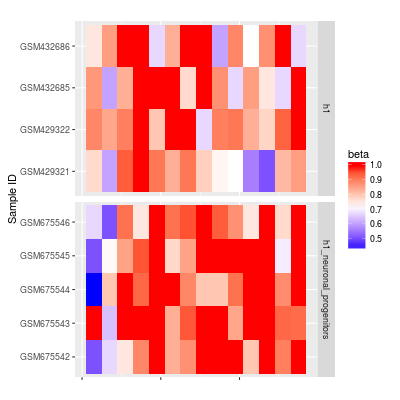 GSM432686
GSM432685
GSM429322
GSM429321
h1
GSM675546
GSM675545
GSM675544
GSM675543
GSM675542
h1_neuronal_progenitors
Sample ID
beta
1.0
0.9
0.8
0.7
0.6
0.5